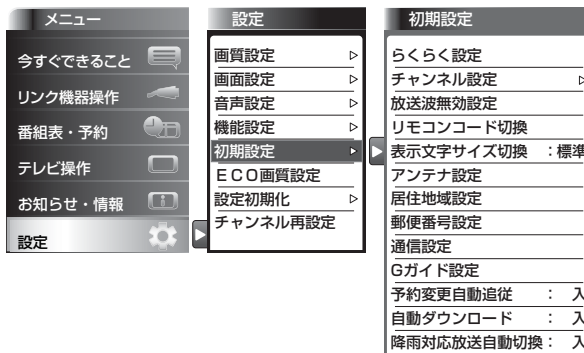 メニュー
今すぐできること
リンク機器操作
番組表・予約
テレビ操作
お知らせ・情報
設定
設定
画質設定
画面設定
音声設定
機能設定
初期設定
ECO画質設定
設定初期化
チャンネル再設定
初期設定
らくらく設定
チャンネル設定
放送波無効設定
リモコンコード切換
表示文字サイズ切換 :標準
アンテナ設定
居住地域設定
郵便番号設定
通信設定
Gガイド設定
予約変更自動追従 : 入
自動ダウンロード : 入
降雨対応放送自動切換: 入